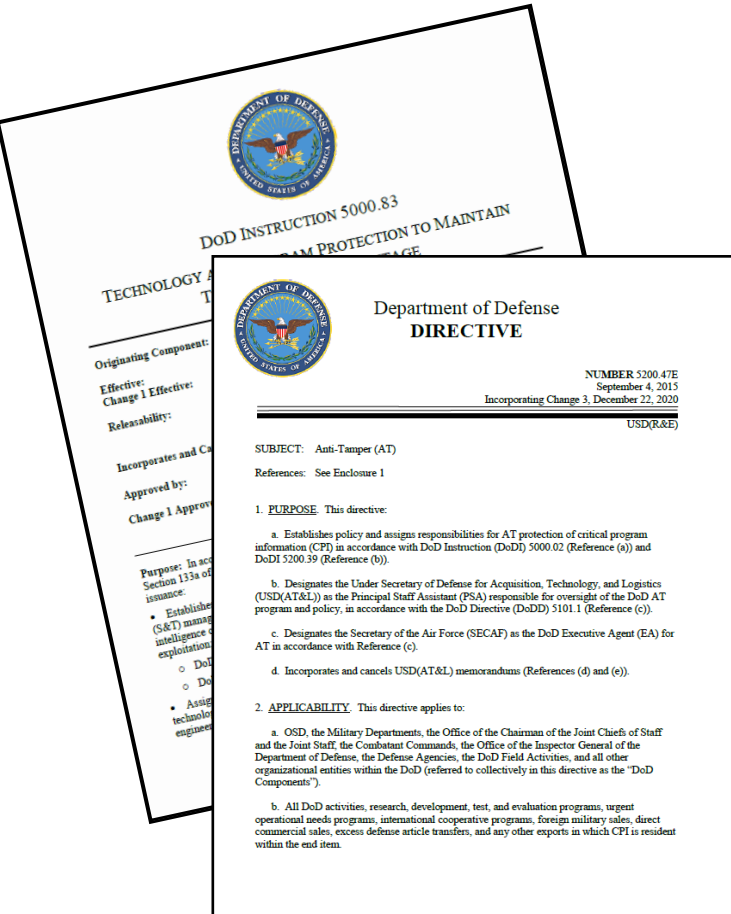 DEPARTMENT OF DEFENSE
UNITED STATES OF AMERICA
DOD INSTRUCTION 5000.83
TECHNOLOGY PROTECTION TO MAINTAIN
Originating Component:
Effective:
Change 1 Effective:
Releasability:
Incorporates and
Approved by:
Change 1
Purpose: In
Section 133a of
issuance:
•
(S&T)
intelligence
exploitation:
○
○
•
DEPARTMENT OF DEFENSE
UNITED STATES OF AMERICA
Department of Defense
DIRECTIVE
NUMBER 5200.47E
September 4, 2015
Incorporating Change 3, December 22, 2020
USD(R&E)
SUBJECT: Anti-Tamper (AT)
References: See Enclosure 1
1. PURPOSE. This directive:
a. Establishes policy and assigns responsibilities for AT protection of critical program
information (CPI) in accordance with DoD Instruction (DoDI) 5000.02 (Reference (a)) and
DoDI 5200.39 (Reference (b)).
b. Designates the Under Secretary of Defense for Acquisition, Technology, and Logistics
(USD(AT&L)) as the Principal Staff Assistant (PSA) responsible for oversight of the DoD AT
program and policy, in accordance with the DoD Directive (DoDD) 5101.1 (Reference (c)).
c. Designates the Secretary of the Air Force (SECAF) as the DoD Executive Agent (EA) for
AT in accordance with Reference (c).
d. Incorporates and cancels USD(AT&L) memorandums (References (d) and (e)).
2. APPLICABILITY. This directive applies to:
a. OSD, the Military Departments, the Office of the Chairman of the Joint Chiefs of Staff
and the Joint Staff, the Combatant Commands, the Office of the Inspector General of the
Department of Defense, the Defense Agencies, the DoD Field Activities, and all other
organizational entities within the DoD (referred to collectively in this directive as the “DoD
Components”).
b. All DoD activities, research, development, test, and evaluation programs, urgent
operational needs programs, international cooperative programs, foreign military sales, direct
commercial sales, excess defense article transfers, and any other exports in which CPI is resident
within the end item.